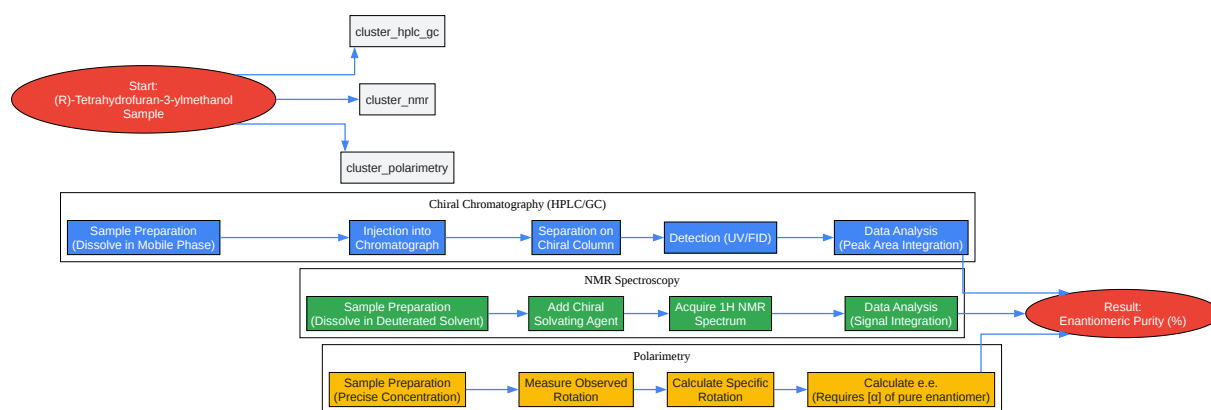 cluster_hplc_gc
Start:
(R)-Tetrahydrofuran-3-ylmethanol
Sample
cluster_nmr
cluster_polarimetry
Chiral Chromatography (HPLC/GC)
Sample Preparation
(Dissolve in Mobile Phase)
Injection into
Chromatograph
Separation on
Chiral Column
Detection (UV/FID)
Data Analysis
(Peak Area Integration)
NMR Spectroscopy
Sample Preparation
(Dissolve in Deuterated Solvent)
Add Chiral
Solvating Agent
Acquire 1H NMR
Spectrum
Data Analysis
(Signal Integration)
Result:
Enantiomeric Purity (%)
Polarimetry
Sample Preparation
(Precise Concentration)
Measure Observed
Rotation
Calculate Specific
Rotation
Calculate e.e.
(Requires [α] of pure enantiomer)